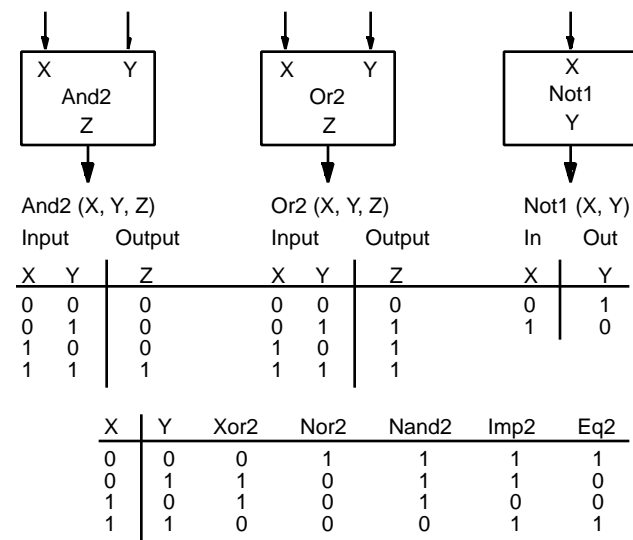 X Y X Y X
And2 Or2 Not1
Z Z Y
And2 (X, Y, Z) Or2 (X, Y, Z) Not1 (X, Y)
Input Output Input Output In Out
X Y Z X Y Z X Y
0 0 0 0 0 0 0 1
0 1 0 0 1 1 1 0
1 0 0 1 0 1
1 1 1 1 1 1
X Y Xor2 Nor2 Nand2 Imp2 Eq2
0 0 0 1 1 1 1
0 1 1 0 1 1 0
1 0 1 0 1 0 0
1 1 0 0 0 1 1